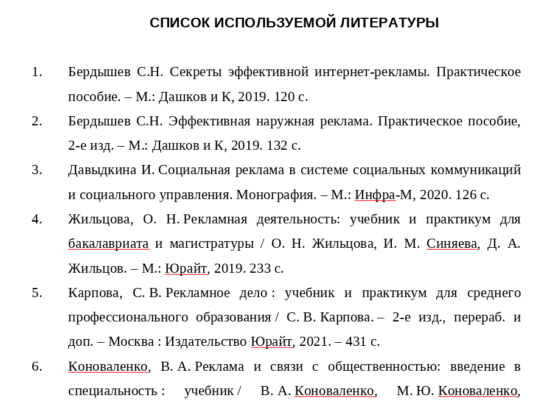 СПИСОК ИСПОЛЬЗУЕМОЙ ЛИТЕРАТУРЫ
1. Бердышев С.Н. Секреты эффективной интернет-рекламы. Практическое
пособие. – М.: Дашков и К, 2019. 120 с.
2. Бердышев С.Н. Эффективная наружная реклама. Практическое пособие,
2-е изд. – М.: Дашков и К, 2019. 132 с.
3. Давыдкина И. Социальная реклама в системе социальных коммуникаций
и социального управления. Монография. – М.: Инфра-М, 2020. 126 с.
4. Жильцова, О. Н. Рекламная деятельность: учебник и практикум для
бакалавриата и магистратуры / О. Н. Жильцова, И. М. Синяева, Д. А.
Жильцов. – М.: Юрайт, 2019. 233 с.
5. Карпова, С. В. Рекламное дело : учебник и практикум для среднего
профессионального образования / С. В. Карпова. – 2-е изд., перераб. и
доп. – Москва : Издательство Юрайт, 2021. – 431 с.
6. Коноваленко, В. А. Реклама и связи с общественностью: введение в
специальность : учебник / В. А. Коноваленко, М. Ю. Коноваленко,